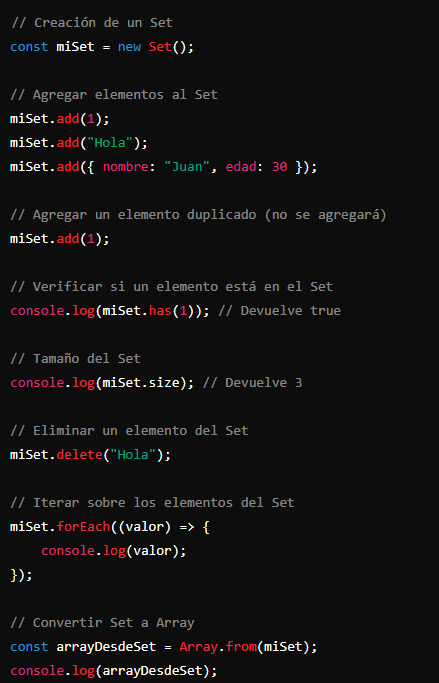 // Creación de un Set
const miSet = new Set();
// Agregar elementos al Set
miSet.add(1);
miSet.add("Hola");
miSet.add({ nombre: "Juan", edad: 30 });
// Agregar un elemento duplicado (no se agregará)
miSet.add(1);
// Verificar si un elemento está en el Set
console.log(miSet.has(1)); // Devuelve true
// Tamaño del Set
console.log(miSet.size); // Devuelve 3
// Eliminar un elemento del Set
miSet.delete("Hola");
// Iterar sobre los elementos del Set
miSet.forEach((valor) => {
    console.log(valor);
});
// Convertir Set a Array
const arrayDesdeSet = Array.from(miSet);
console.log(arrayDesdeSet);